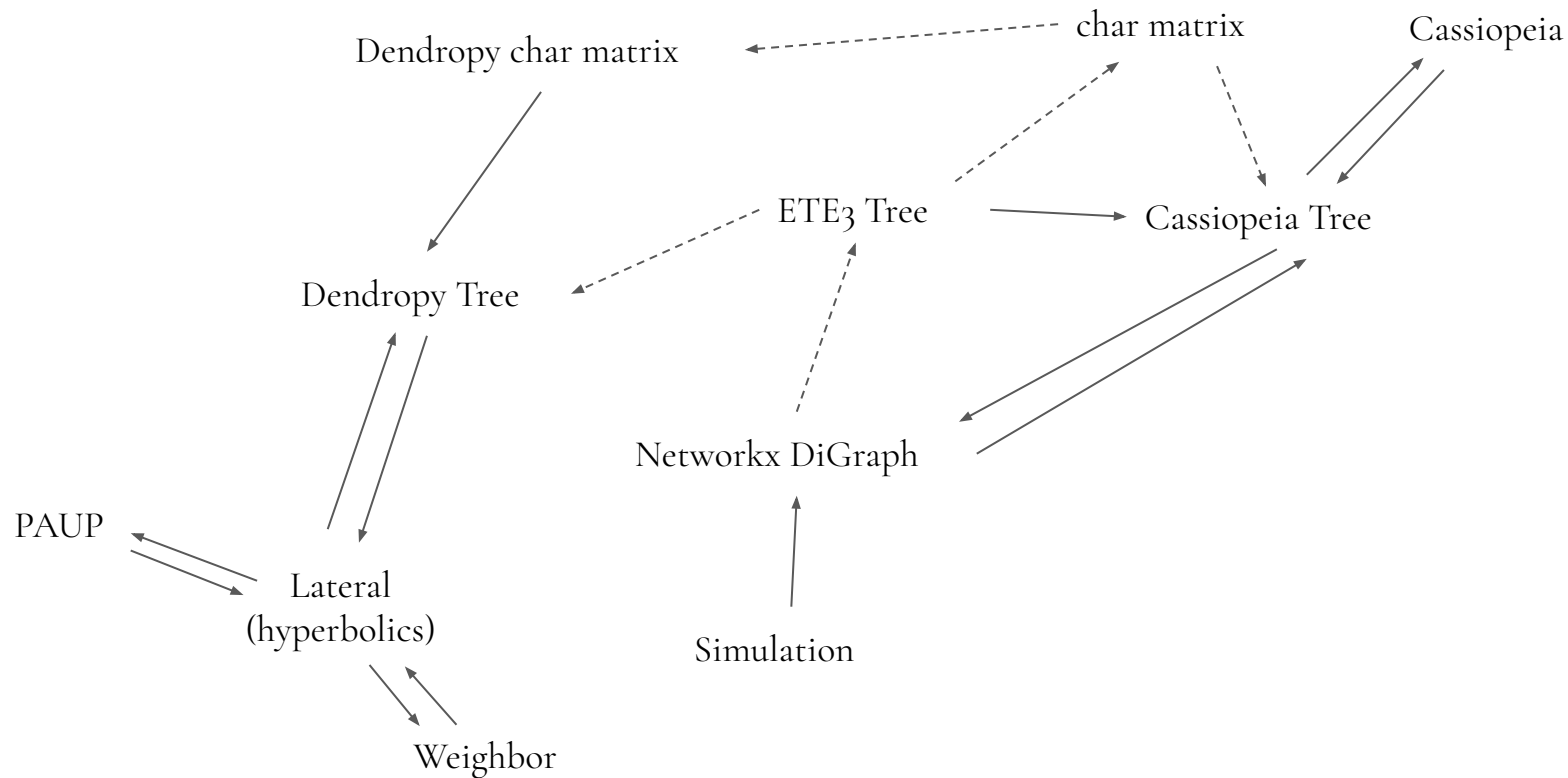 char matrix
Cassiopeia
Dendropy char matrix
ETE3 Tree
Cassiopeia Tree
Dendropy Tree
Networkx DiGraph
PAUP
Lateral
(hyperbolics)
Simulation
Weighbor